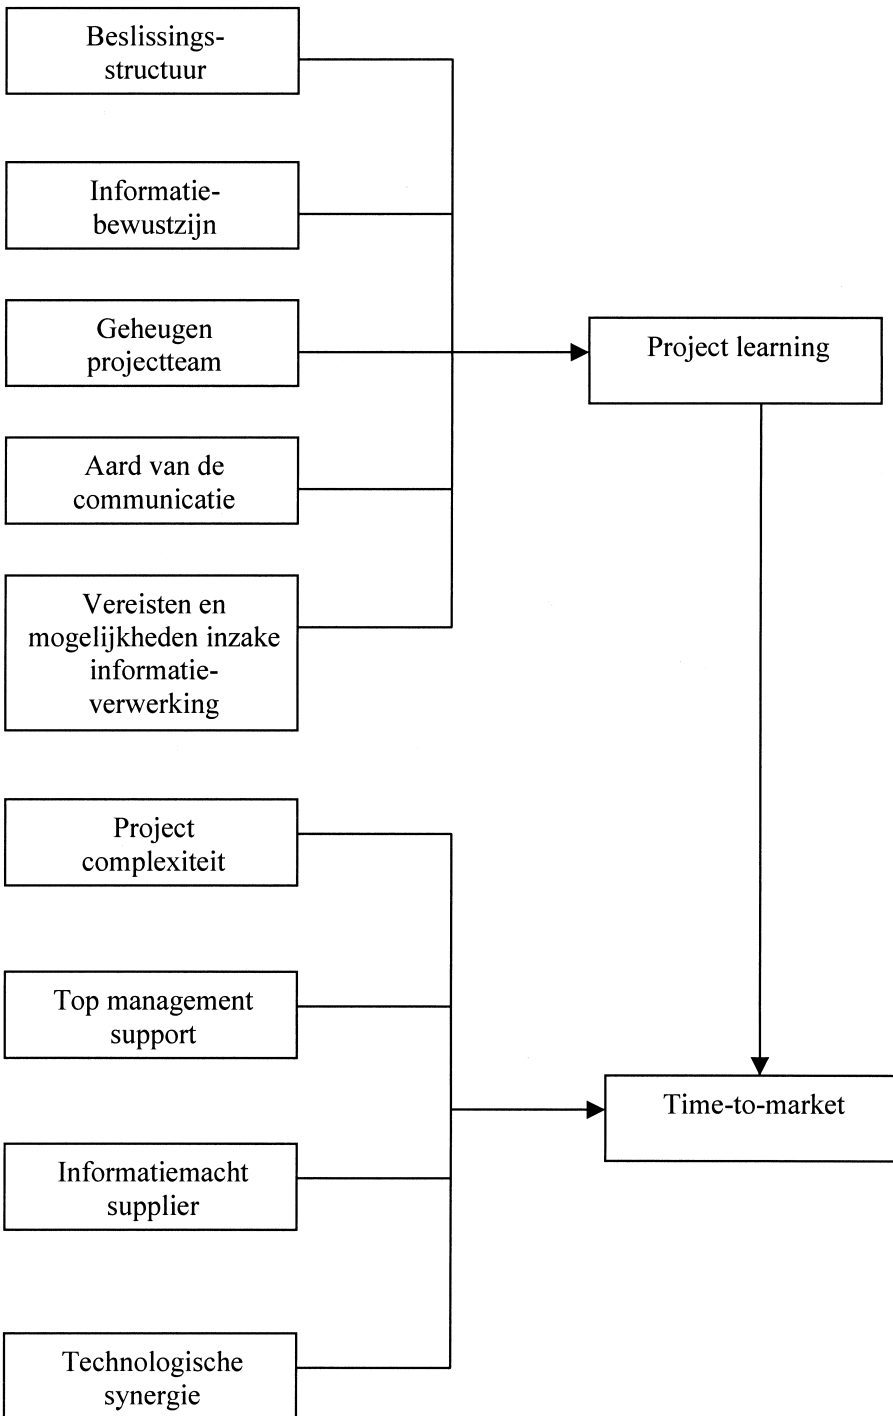 Beslissings-
structuur
Informatie-
bewustzijn
Geheugen
projectteam
Project learning
Aard van de
communicatie
Vereisten en
mogelijkheden inzake
informatie-
verwerking
Project
complexiteit
Top management
support
Time-to-market
Informatiemacht
supplier
Technologische
synergie